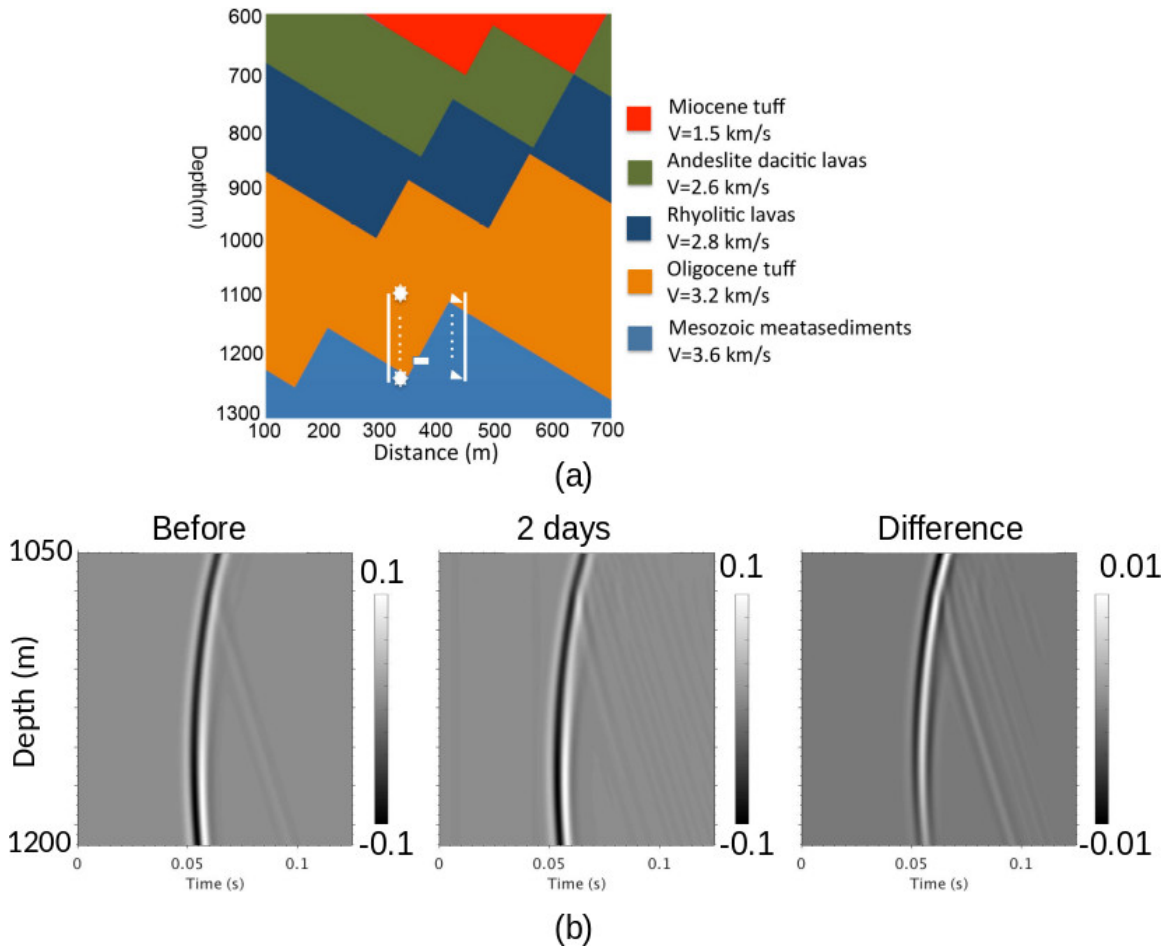 600
700
800
900
1000
1100
1200
1300
Depth(m)
100 200 300 400 500 600 700
Distance (m)
Miocene tuff
V=1.5 km/s
Andeslite dacitic lavas
V=2.6 km/s
Rhyolitic lavas
V=2.8 km/s
Oligocene tuff
V=3.2 km/s
Mesozoic meatasediments
V=3.6 km/s
(a)
Before
2 days
Difference
1050
1200
Depth (m)
0.1
-0.1
0 0.05 0.1
Time (s)
0.1
-0.1
0 0.05 0.1
Time (s)
0.01
-0.01
0 0.05 0.1
Time (s)
(b)